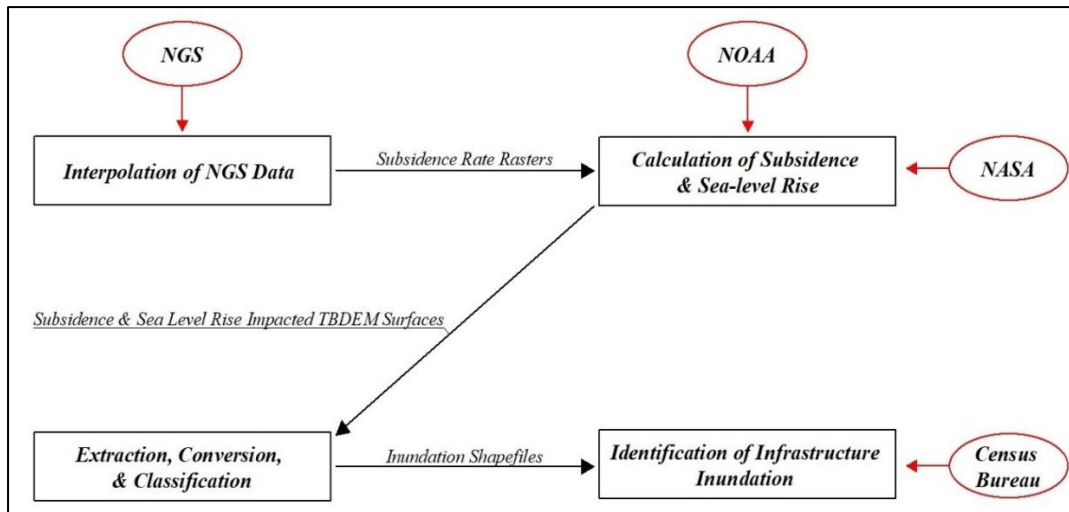 NGS
NOAA
Interpolation of NGS Data
Subsidence Rate Rasters
Calculation of Subsidence
& Sea-level Rise
NASA
Subsidence & Sea Level Rise Impacted TBDEM Surfaces
Extraction, Conversion,
& Classification
Inundation Shapefiles
Identification of Infrastructure
Inundation
Census
Bureau